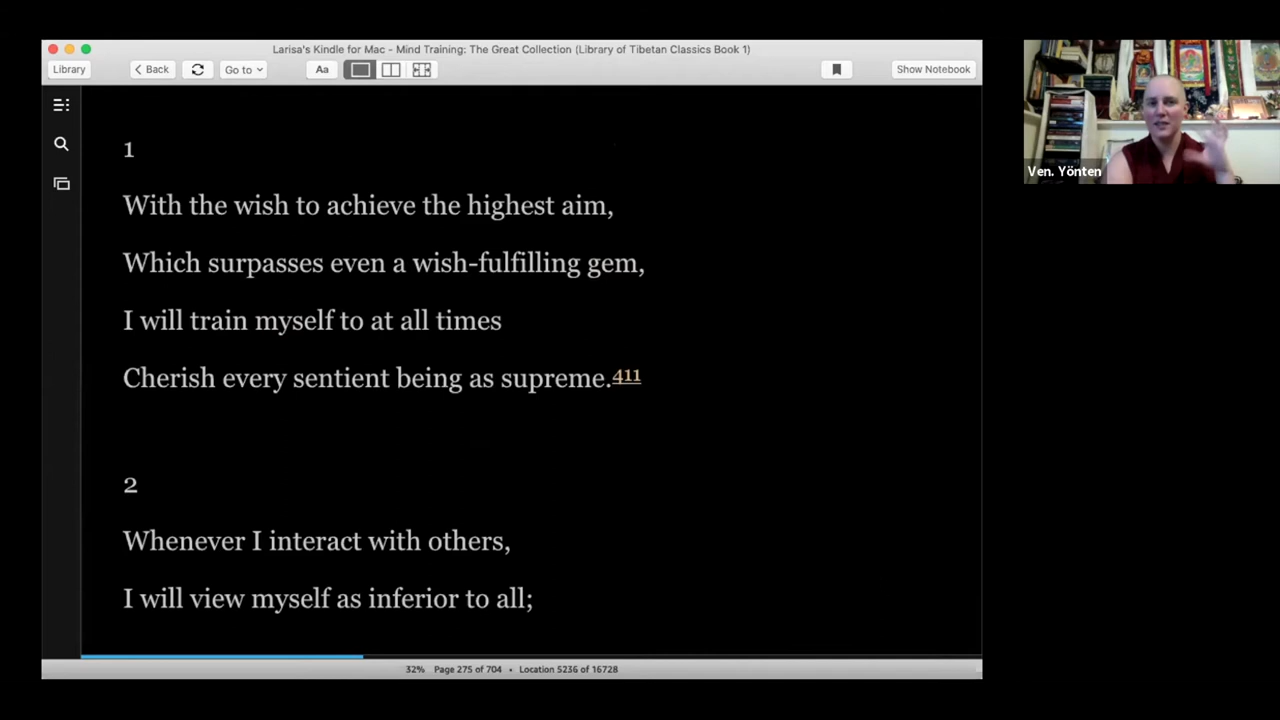 Larisa's Kindle for Mac - Mind Training: The Great Collection (Library of Tibetan Classics Book 1)
Library
Back
Go to
Aa
Show Notebook
1
With the wish to achieve the highest aim,
Which surpasses even a wish-fulfilling gem,
I will train myself to at all times
Cherish every sentient being as supreme.411
2
Whenever I interact with others,
I will view myself as inferior to all;
32% Page 275 of 704 • Location 5236 of 16728
Ven. Yönten